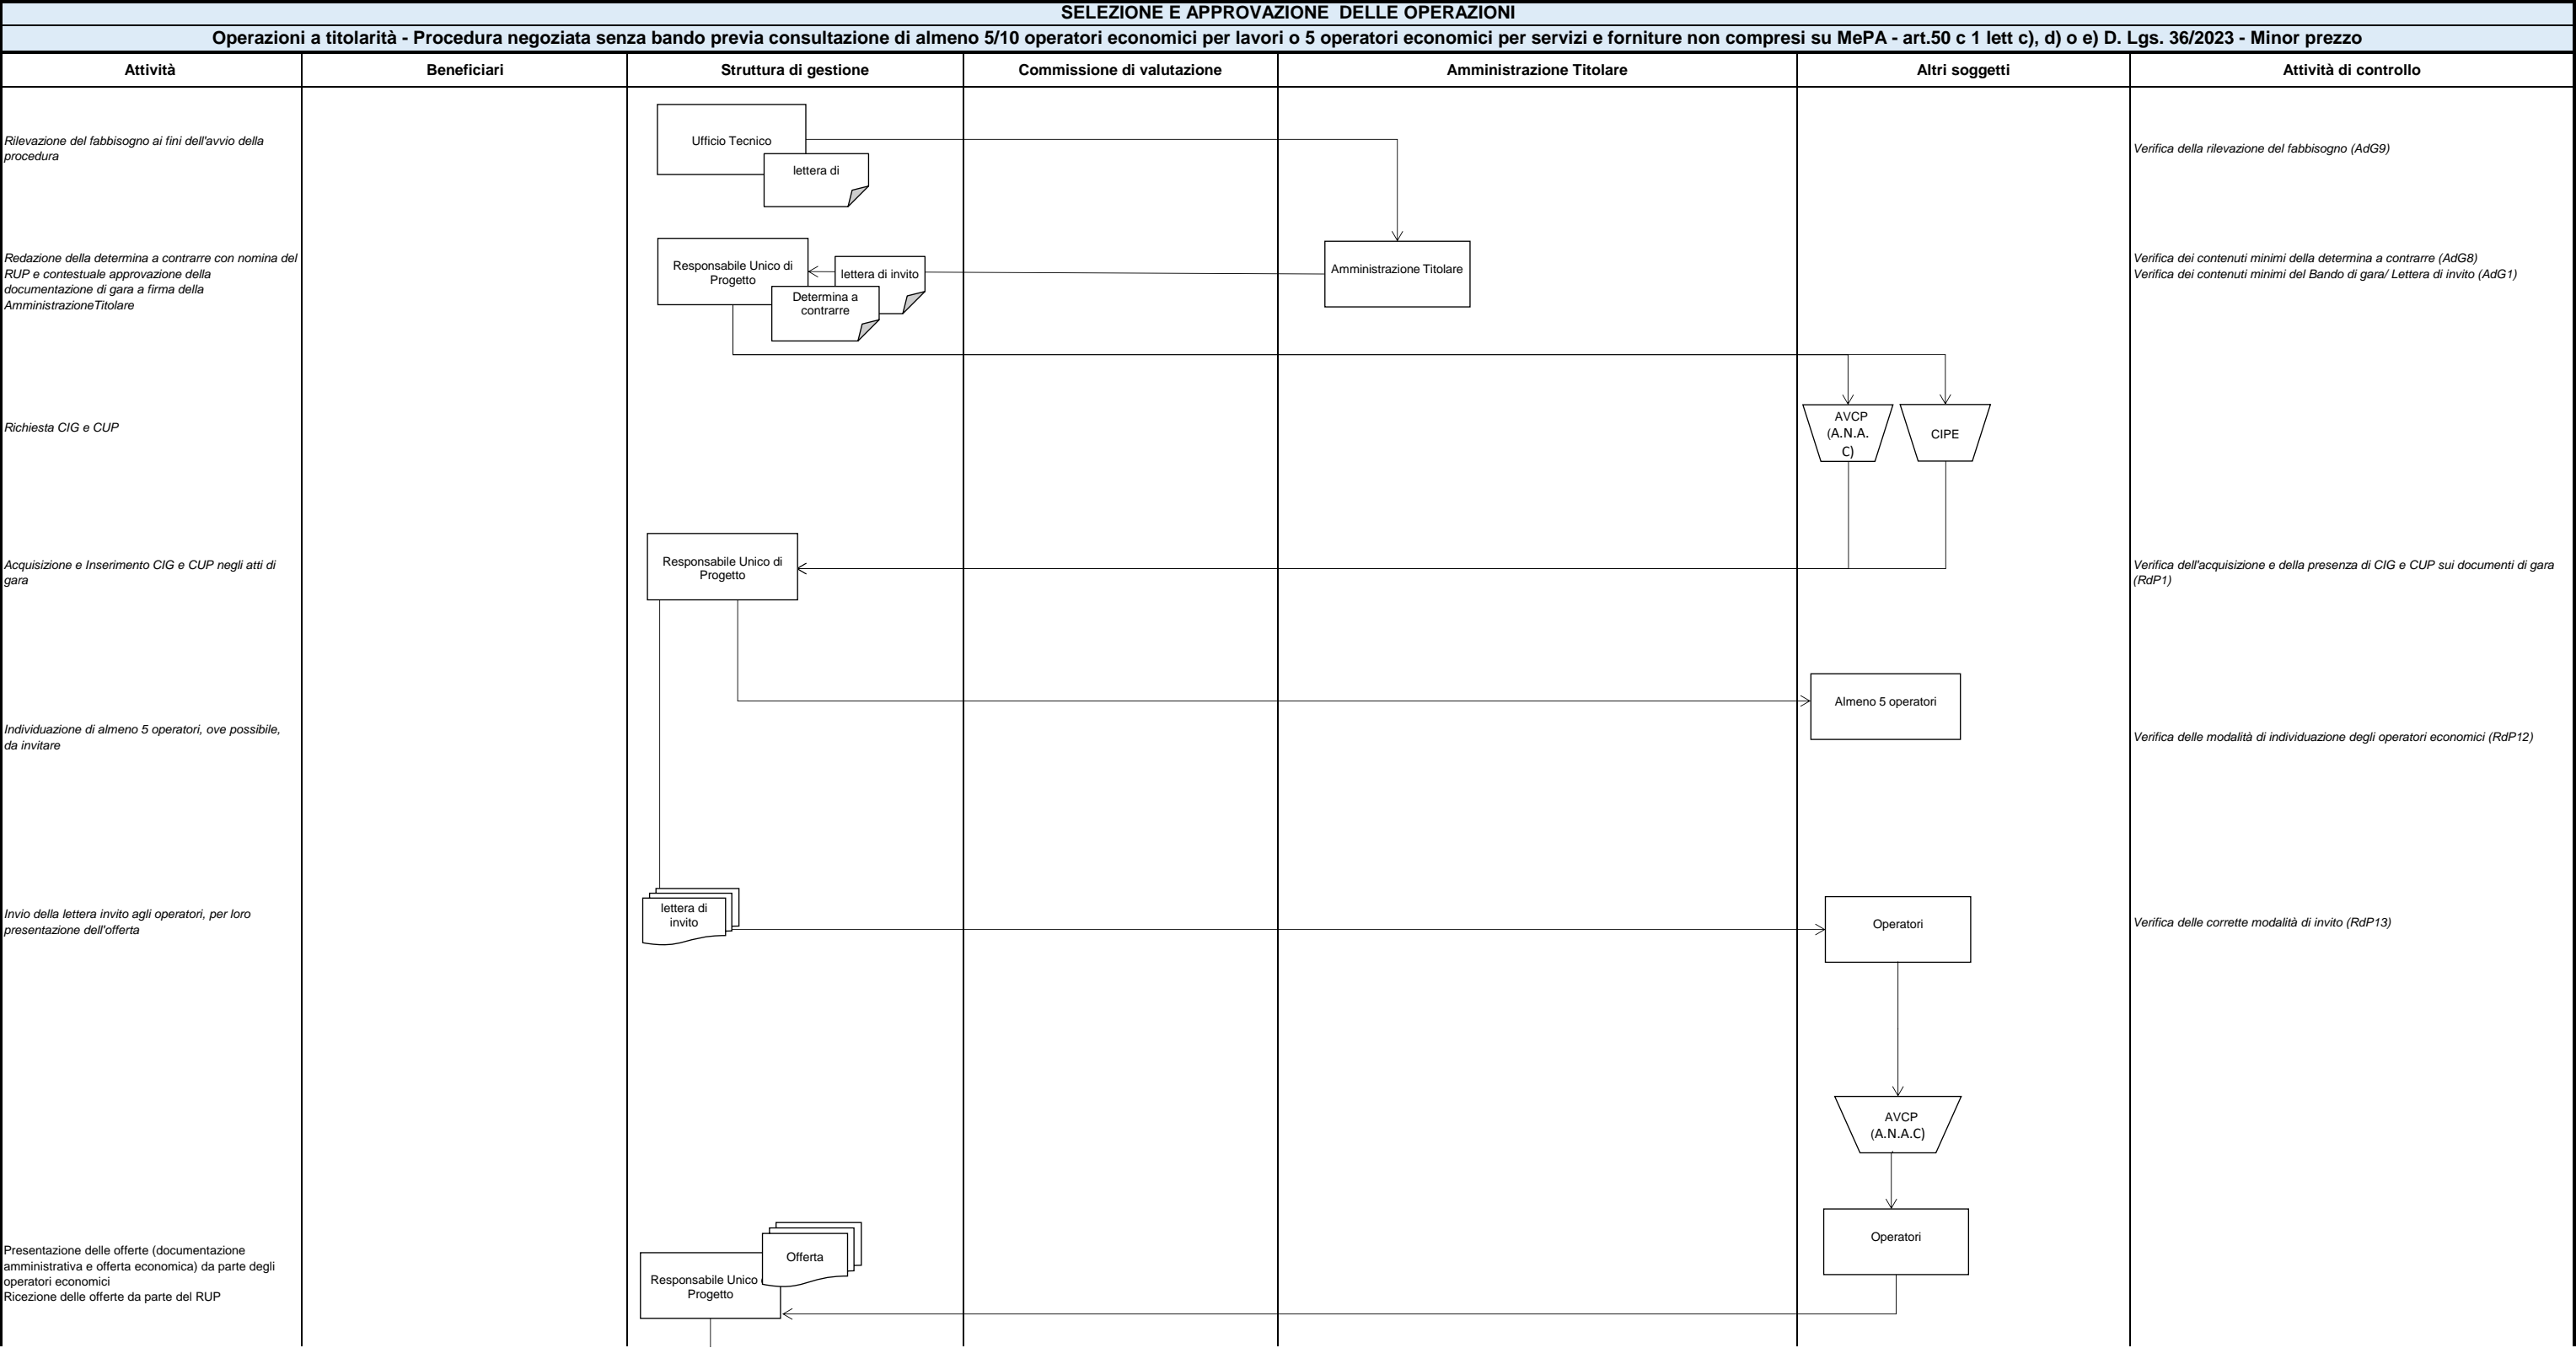 SELEZIONE E APPROVAZIONE DELLE OPERAZIONI
Operazioni a titolarità - Procedura negoziata senza bando previa consultazione di almeno 5/10 operatori economici per lavori o 5 operatori economici per servizi e forniture non compresi su MePA - art.50 c 1 lett c), d) o e) D. Lgs. 36/2023 - Minor prezzo
Attività
Beneficiari
Struttura di gestione
Commissione di valutazione
Amministrazione Titolare
Altri soggetti
Attività di controllo
Rilevazione del fabbisogno ai fini dell'avvio della
procedura
Ufficio Tecnico
lettera di
Verifica della rilevazione del fabbisogno (AdG9)
Redazione della determina a contrarre con nomina del
RUP e contestuale approvazione della
documentazione di gara a firma della
AmministrazioneTitolare
Responsabile Unico di
Progetto
lettera di invito
Determina a
contrarre
Amministrazione Titolare
Verifica dei contenuti minimi della determina a contrarre (AdG8)
Verifica dei contenuti minimi del Bando di gara/ Lettera di invito (AdG1)
Richiesta CIG e CUP
AVCP
(A.N.A.
C)
CIPE
Acquisizione e Inserimento CIG e CUP negli atti di
gara
Responsabile Unico di
Progetto
Verifica dell'acquisizione e della presenza di CIG e CUP sui documenti di gara
(RdP1)
Individuazione di almeno 5 operatori, ove possibile,
da invitare
Almeno 5 operatori
Verifica delle modalità di individuazione degli operatori economici (RdP12)
Invio della lettera invito agli operatori, per loro
presentazione dell'offerta
lettera di
invito
Operatori
Verifica delle corrette modalità di invito (RdP13)
AVCP
(A.N.A.C)
Operatori
Presentazione delle offerte (documentazione
amministrativa e offerta economica) da parte degli
operatori economici
Ricezione delle offerte da parte del RUP
Offerta
Responsabile Unico
Progetto